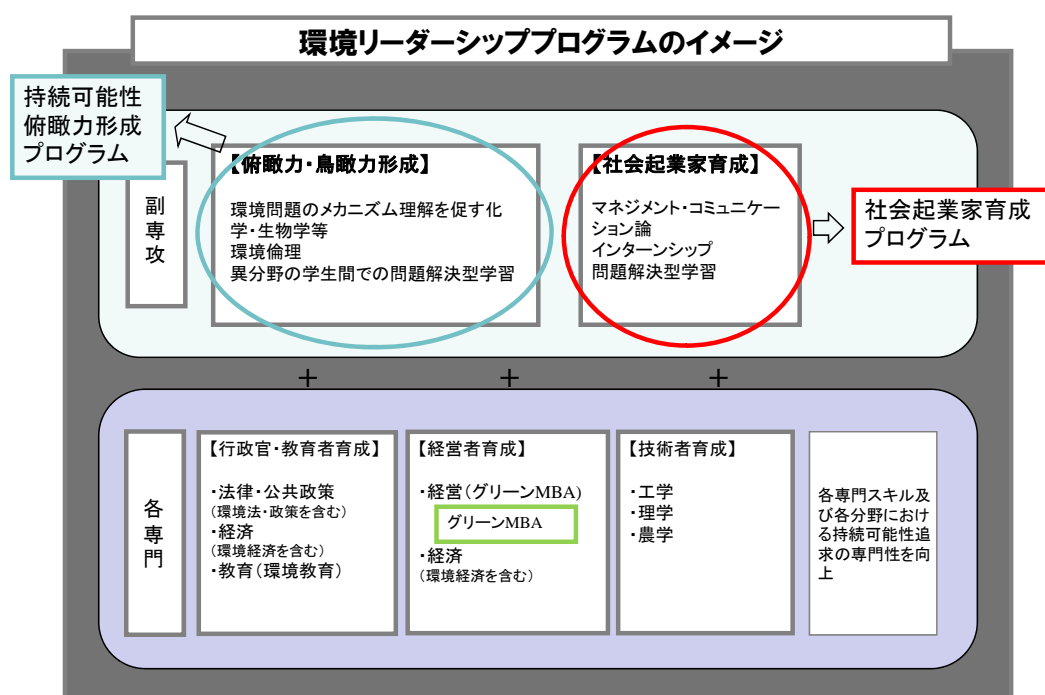 環境リーダーシッププログラムのイメージ
持続可能性
俯瞰力形成
プログラム
副
専
攻
【俯瞰力・鳥瞰力形成】
環境問題のメカニズム理解を促す化
学・生物学等
環境倫理
異分野の学生間での問題解決型学習
【社会起業家育成】
マネジメント・コミュニケー
ション論
インターンシップ
問題解決型学習
社会起業家育成
プログラム
+
+
+
各
専
門
【行政官・教育者育成】
・法律・公共政策
(環境法・政策を含む)
・経済
(環境経済を含む)
・教育(環境教育)
【経営者育成】
・経営(グリーンMBA)
グリーンMBA
・経済
(環境経済を含む)
【技術者育成】
・工学
・理学
・農学
各専門スキル及
び各分野におけ
る持続可能性追
求の専門性を向
上